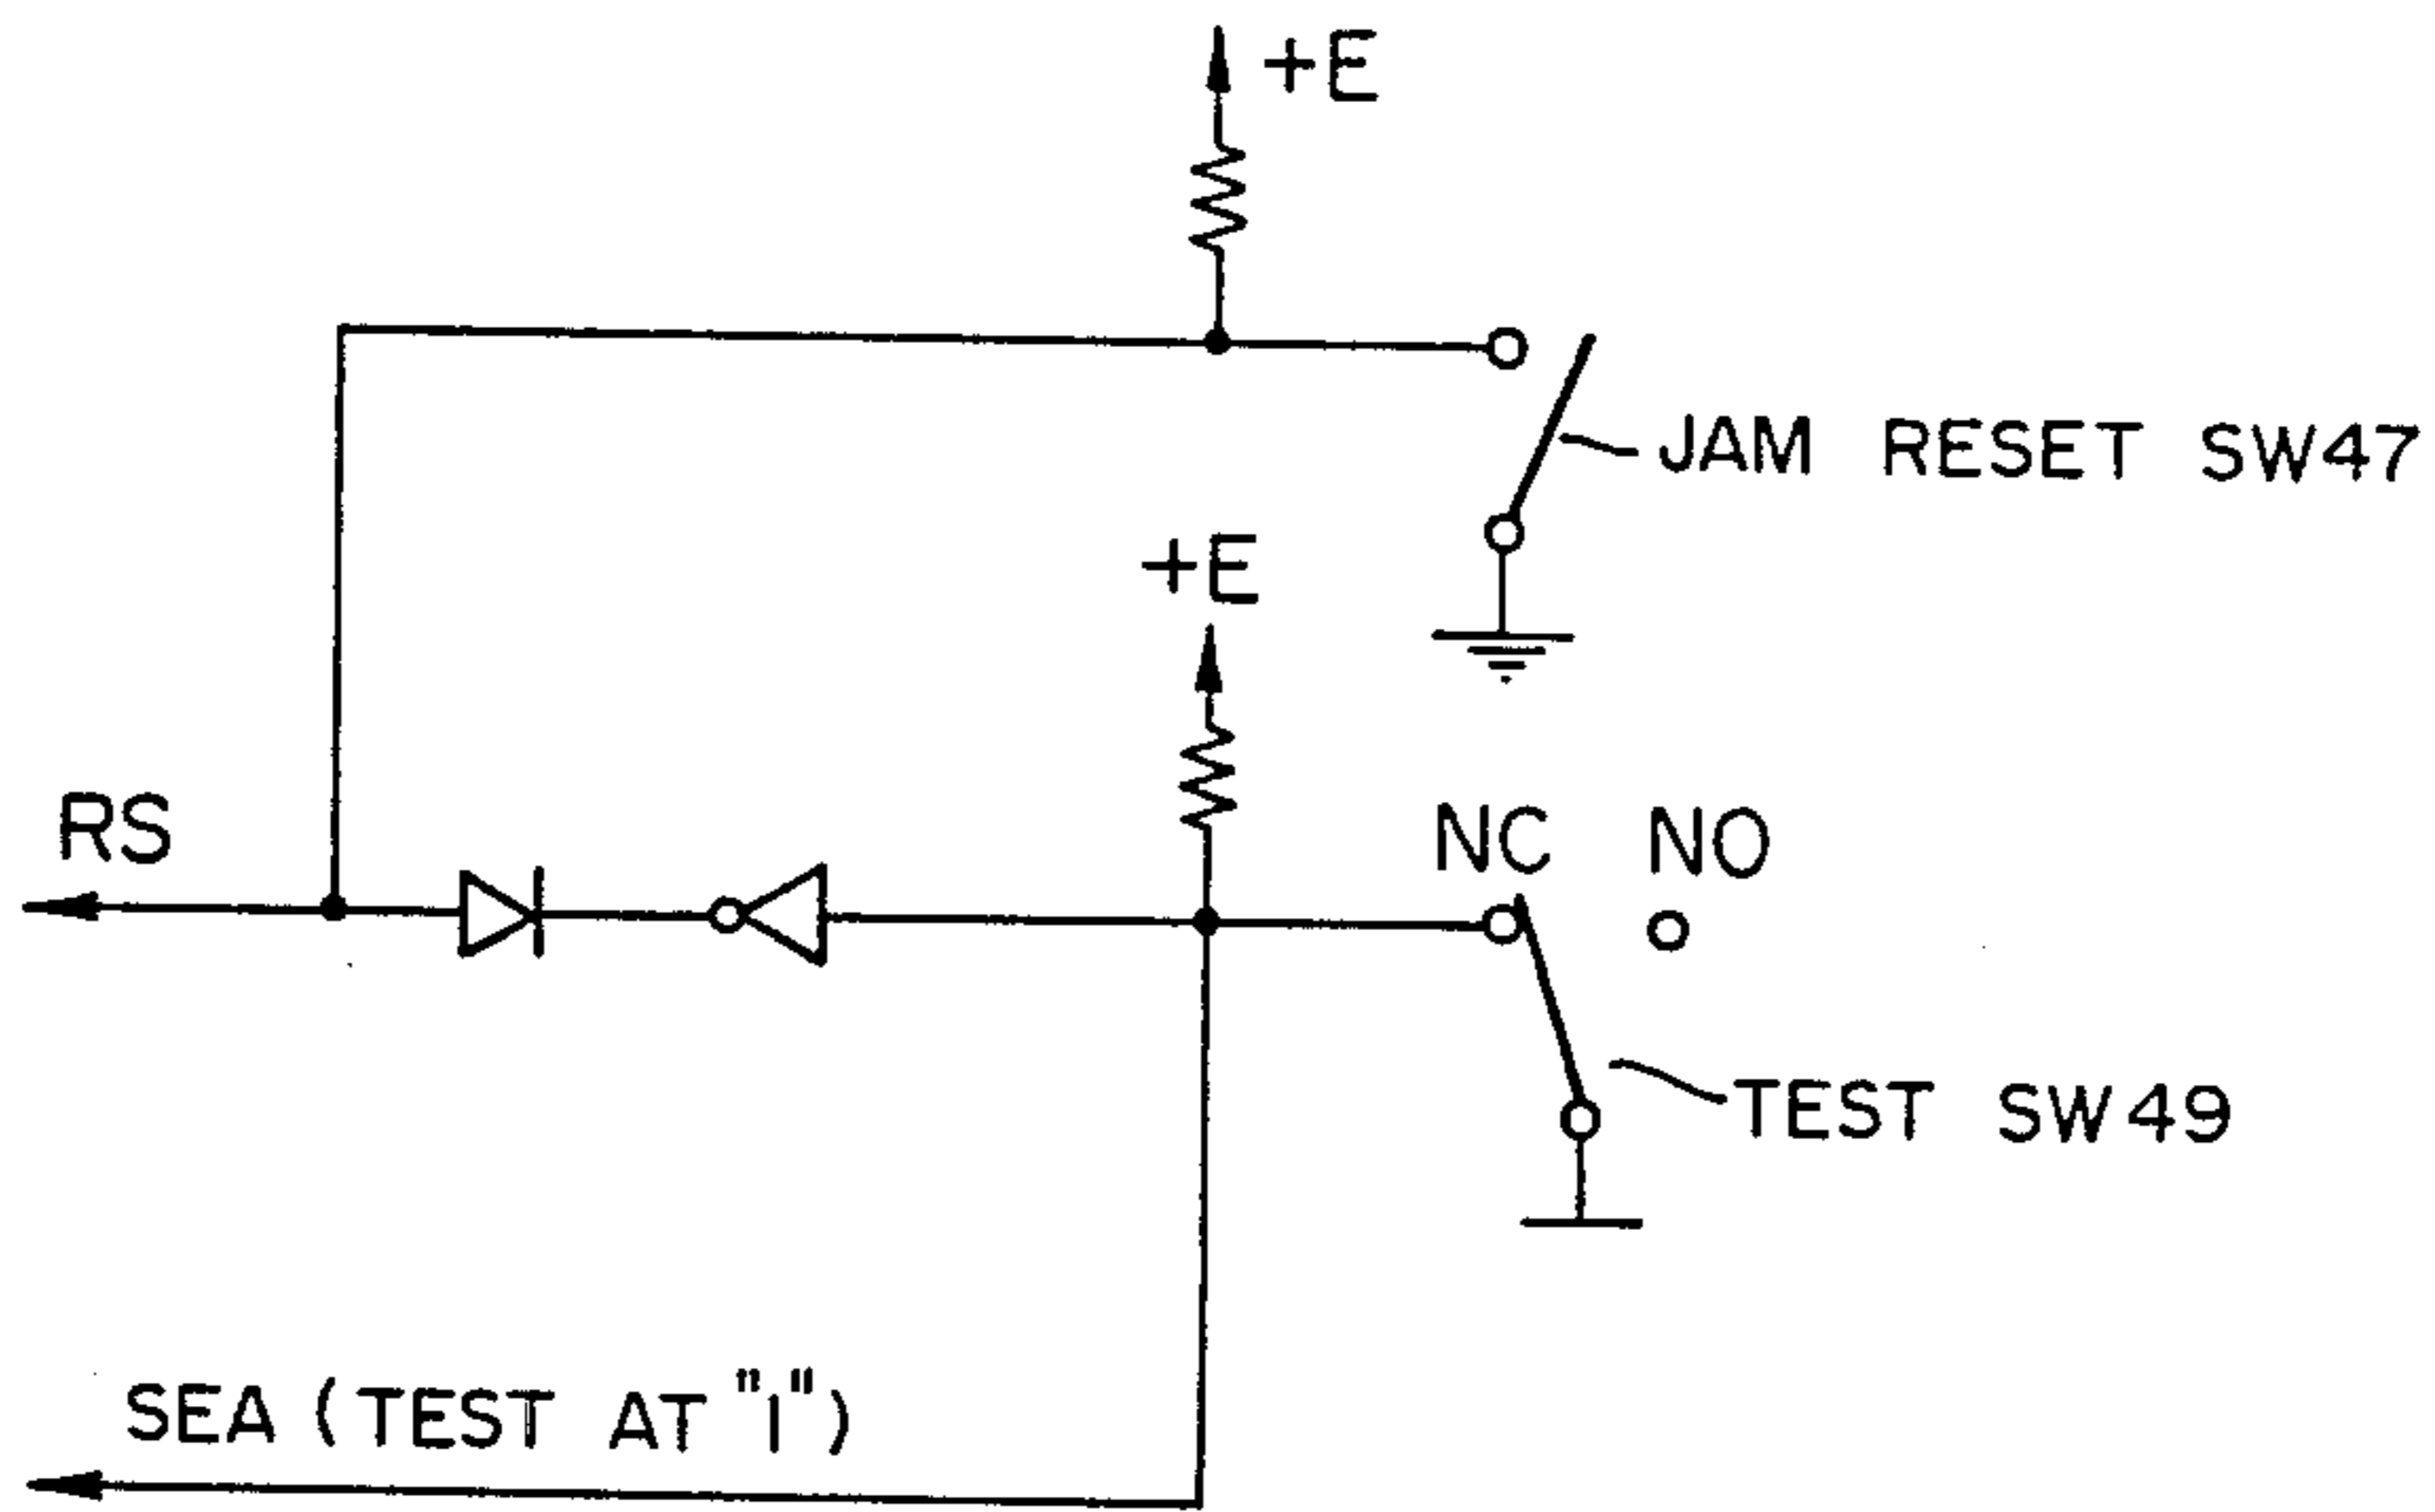 +E
JAM RESET SW47
+E
RS
NC NO
TEST SW49
SEA (TEST AT "1")